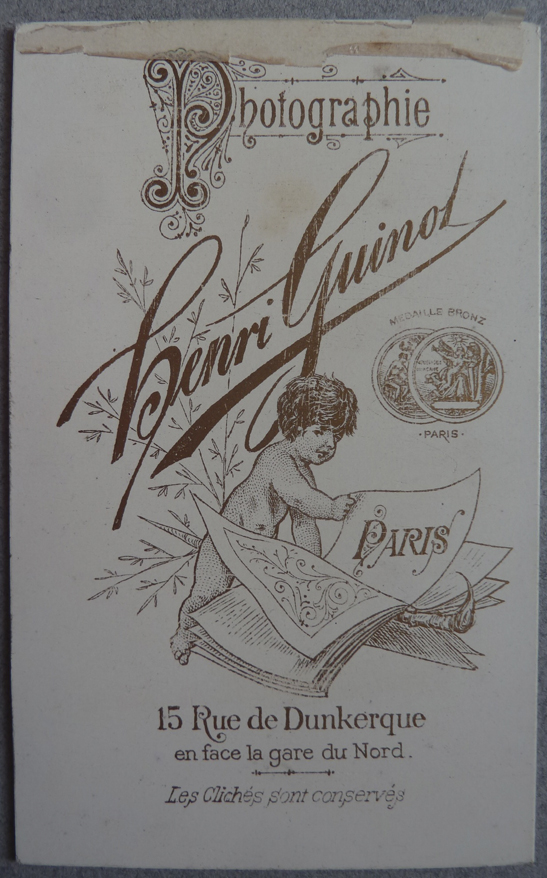 Photographie
Henri Guinot
MEDAILLE BRONZ
·PARIS·
PARIS
15 Rue de Dunkerque
en face la gare du Nord.
Les Clichés sont conservés